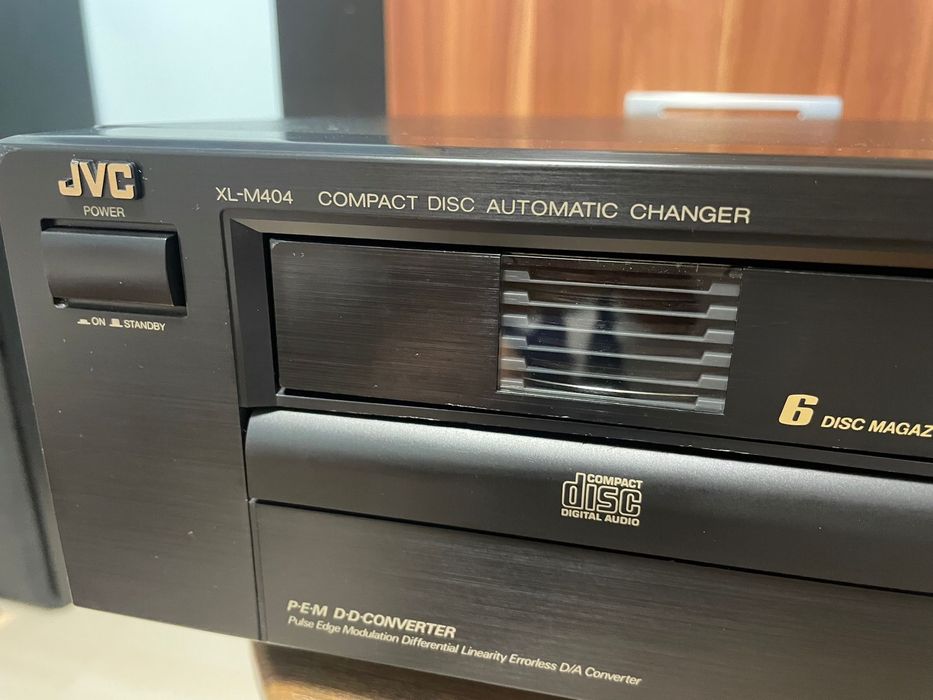 JVC
POWER
ON STANDBY
XL-M404 COMPACT DISC AUTOMATIC CHANGER
6 DISC MAGAZ
COMPACT
disc
DIGITAL AUDIO
P·E·M D·D·CONVERTER
Pulse Edge Modulation Differential Linearity Errorless D/A Converter